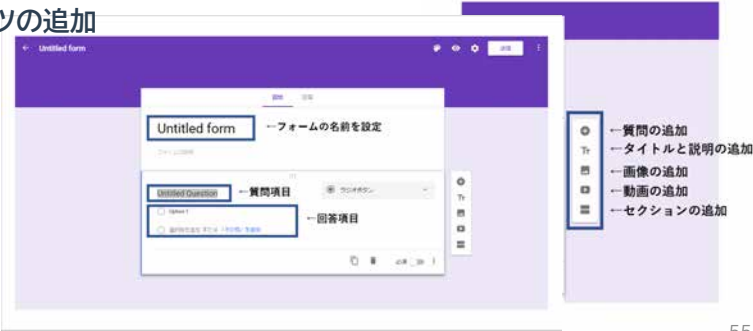 ツの追加
Untitled form
Untitled form
←フォームの名前を設定
Untitled Question
←質問項目
ラジオボタン
Option 1
←回答項目
←質問の追加
Tr
←タイトルと説明の追加
←画像の追加
←動画の追加
←セクションの追加
Tr
55